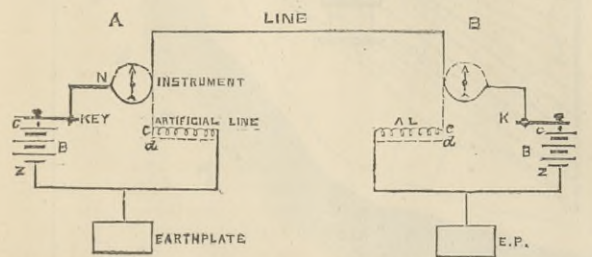 A LINE B
N INSTRUMENT
C KEY ARTIFICIAL LINE AL K C
C C
B d d B
Z Z
EARTHPLATE E.P.